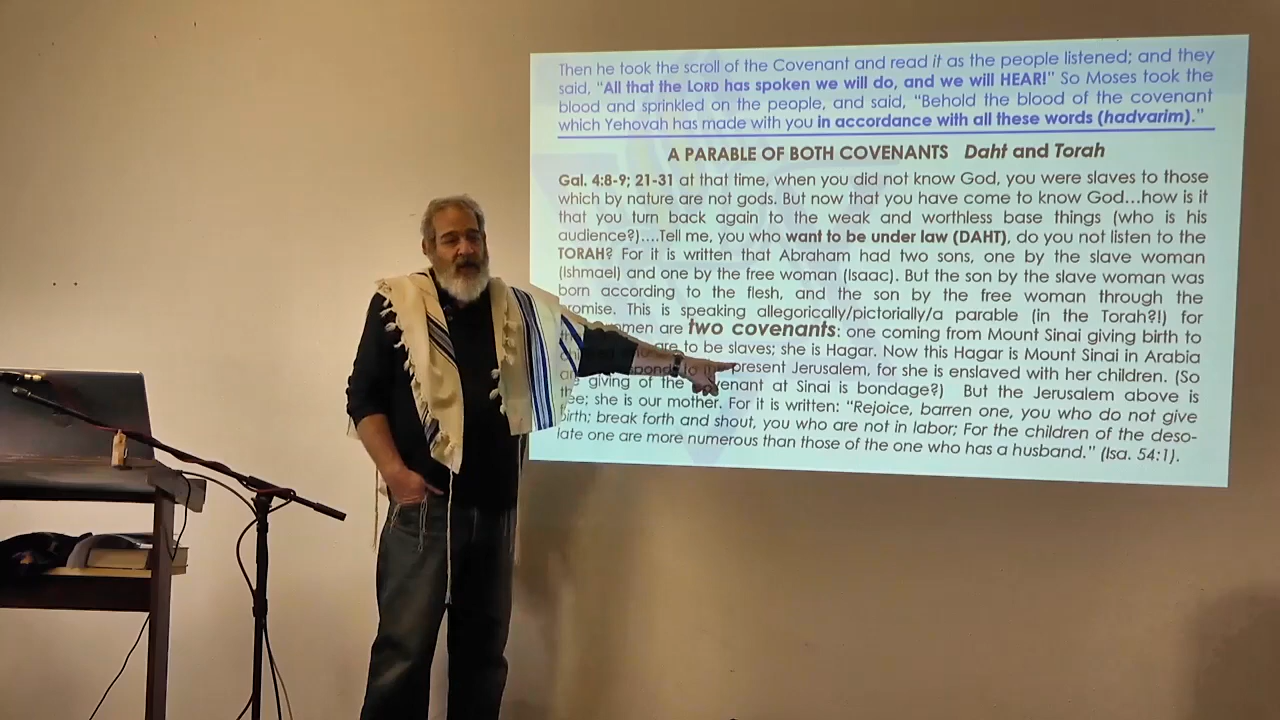 Then he took the scroll of the Covenant and read it as the people listened; and they
said, "All that the LORD has spoken we will do, and we will HEAR!" So Moses took the
blood and sprinkled on the people, and said, "Behold the blood of the covenant
which Yehovah has made with you in accordance with all these words (hadvarim)."
A PARABLE OF BOTH COVENANTS Daht and Torah
Gal. 4:8-9; 21-31 at that time, when you did not know God, you were slaves to those
which by nature are not gods. But now that you have come to know God...how is it
that you turn back again to the weak and worthless base things (who is his
audience?)....Tell me, you who want to be under law (DAHT), do you not listen to the
TORAH? For it is written that Abraham had two sons, one by the slave woman
(Ishmael) and one by the free woman (Isaac). But the son by the slave woman was
born according to the flesh, and the son by the free woman through the
promise. This is speaking allegorically/pictorially/a parable (in the Torah?!) for
men are two covenants: one coming from Mount Sinai giving birth to
are to be slaves; she is Hagar. Now this Hagar is Mount Sinai in Arabia
present Jerusalem, for she is enslaved with her children. (So
giving of the venant at Sinai is bondage?) But the Jerusalem above is
ee; she is our mother. For it is written: "Rejoice, barren one, you who do not give
birth; break forth and shout, you who are not in labor; For the children of the deso-
late one are more numerous than those of the one who has a husband." (Isa. 54:1).